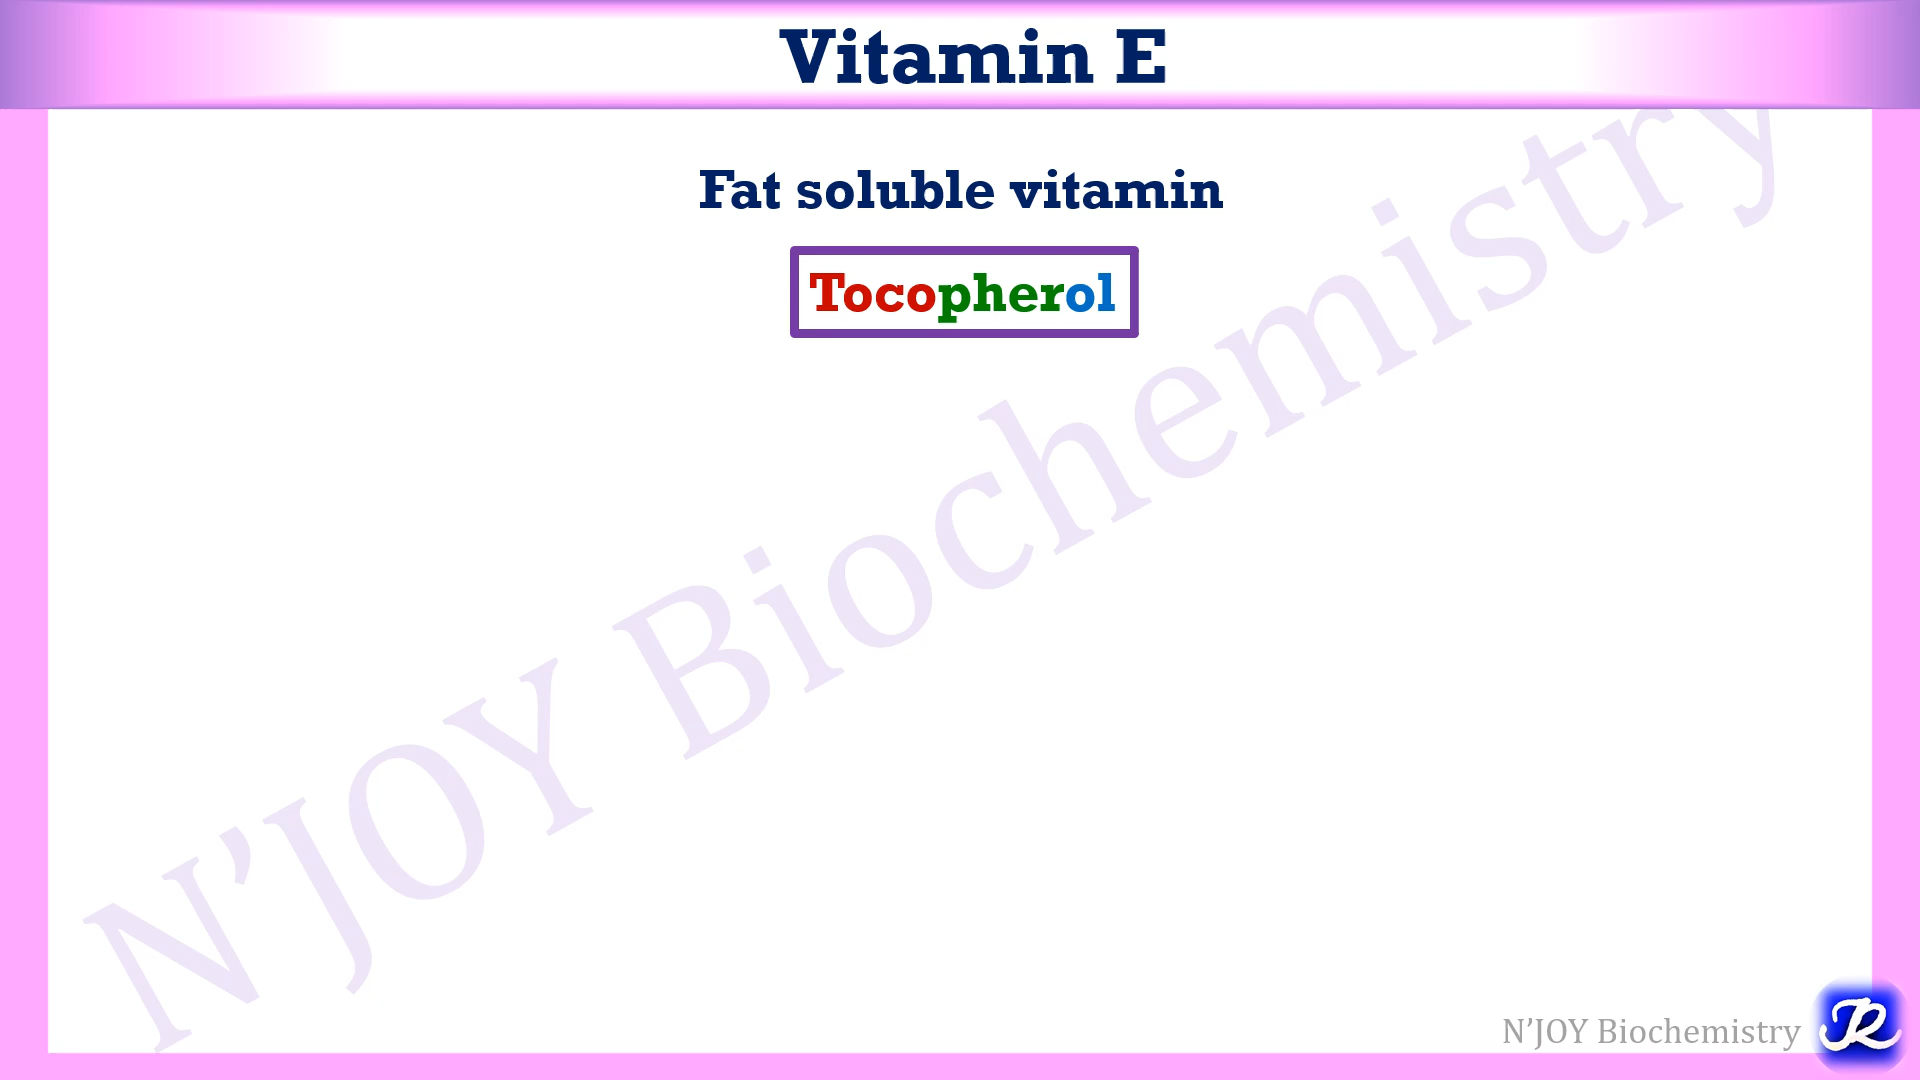 Vitamin E
Fat soluble vitamin
Tocopherol
N’JOY Biochemistry
N’JOY Biochemistry